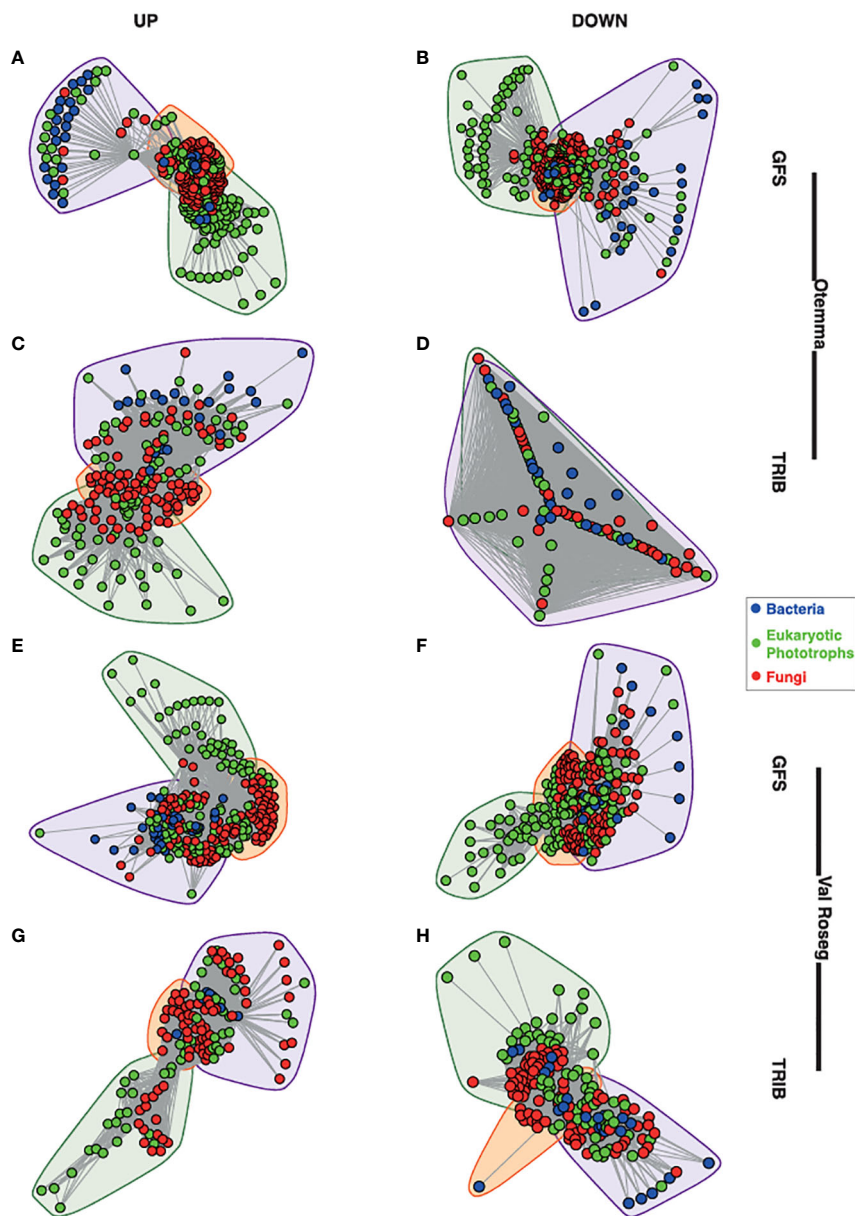 UP
DOWN
A
B
GFS
Otemma
C
D
TRIB
Bacteria
Eukaryotic
Phototrophs
Fungi
E
F
GFS
Val Roseg
G
H
TRIB